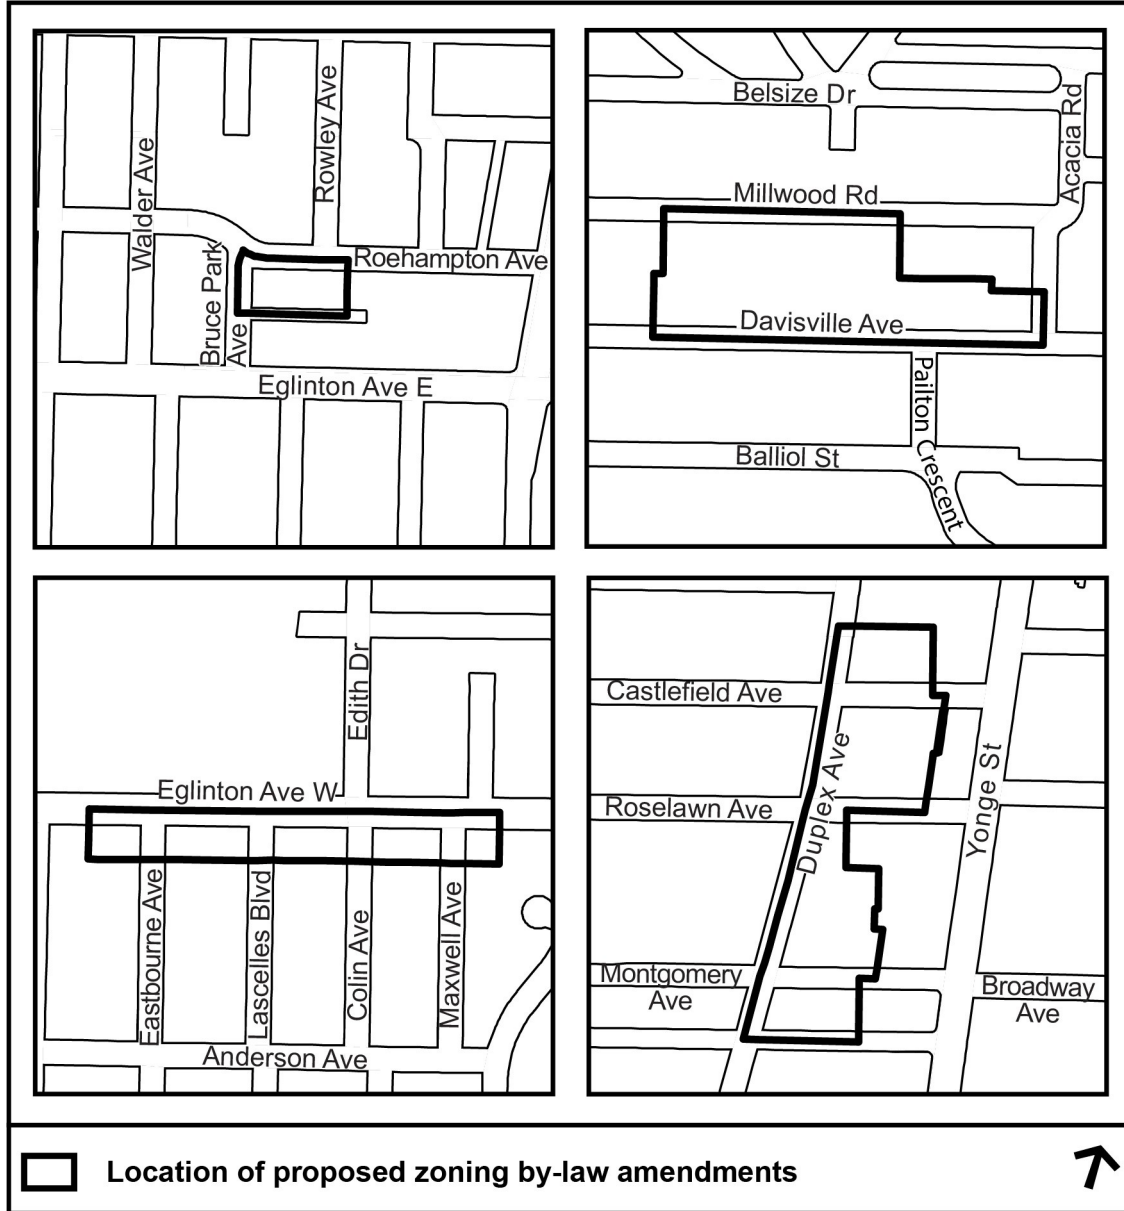 Walder Ave
Rowley Ave
Bruce Park
Ave
Roehampton Ave
Eglinton Ave E
Belsize Dr
Acacia Rd
Millwood Rd
Davisville Ave
Pailton Crescent
Balliol St
Edith Dr
Eglinton Ave W
Eastbourne Ave
Lascelles Blvd
Colin Ave
Maxwell Ave
Anderson Ave
Castlefield Ave
Duplex Ave
Roselawn Ave
Yonge St
Montgomery
Ave
Broadway
Ave
Location of proposed zoning by-law amendments